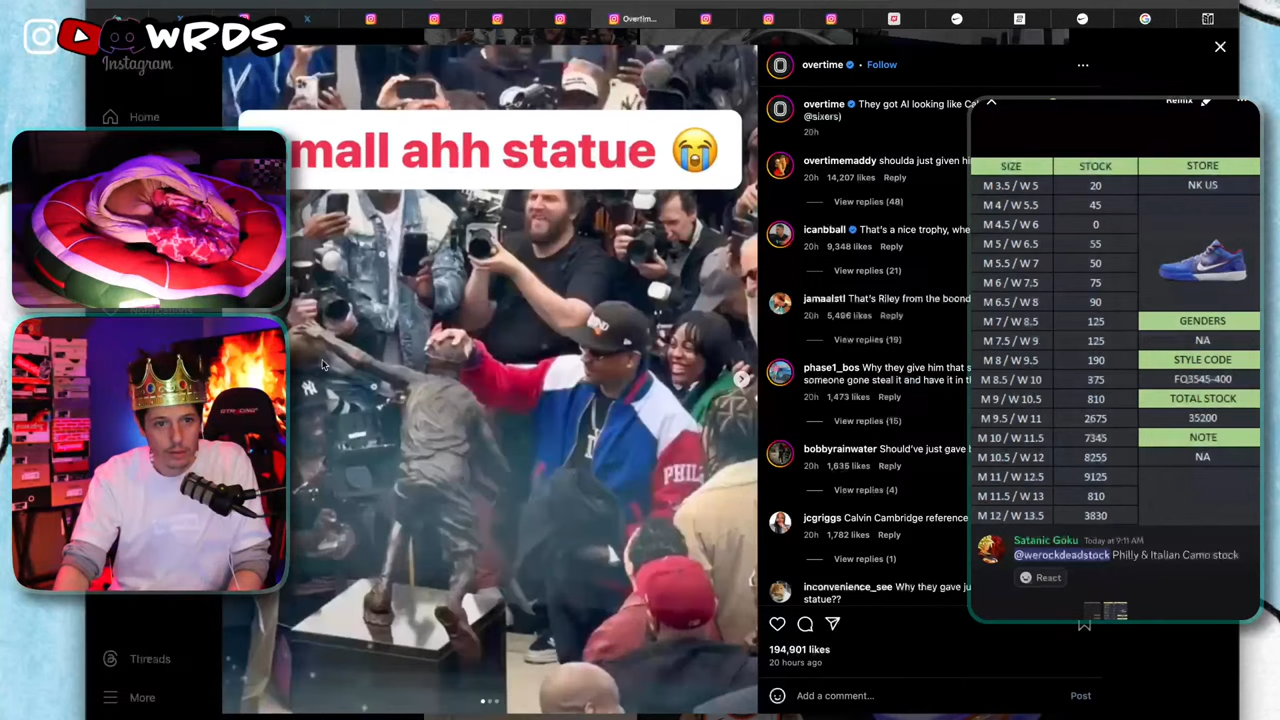 WRDS
Overtim...
Instagram
Home
mall ahh statue 😭
PHIL
GTRACING
Threads
More
overtime • Follow
overtime They got AI looking like Ca
@sixers)
20h
overtimemaddy shoulda just given hi
20h 14,207 likes Reply
View replies (48)
icanbball That's a nice trophy, whe
20h 9,348 likes Reply
View replies (21)
jamaalstl That's Riley from the boond
20h 5,496 likes Reply
View replies (19)
phase1_bos Why they give him that s
someone gone steal it and have it in th
20h 1,473 likes Reply
View replies (15)
bobbyrainwater Should've just gave b
20h 1,635 likes Reply
View replies (4)
jcgriggs Calvin Cambridge reference
20h 1,782 likes Reply
View replies (1)
inconvenience_see Why they gave ju
statue??
194,901 likes
20 hours ago
Add a comment...
Post
Remix
SIZE STOCK STORE
M 3.5 / W 5 20 NK US
M 4 / W 5.5 45
M 4.5 / W 6 0
M 5 / W 6.5 55
M 5.5 / W 7 50
M 6 / W 7.5 75
M 6.5 / W 8 90
M 7 / W 8.5 125 GENDERS
M 7.5 / W 9 125 NA
M 8 / W 9.5 190 STYLE CODE
M 8.5 / W 10 375 FQ3545-400
M 9 / W 10.5 810 TOTAL STOCK
M 9.5 / W 11 2675 35200
M 10 / W 11.5 7345 NOTE
M 10.5 / W 12 8255 NA
M 11 / W 12.5 9125
M 11.5 / W 13 810
M 12 / W 13.5 3830
Satanic Goku Today at 9:11 AM
@werockdeadstock Philly & Italian Camo stock
React